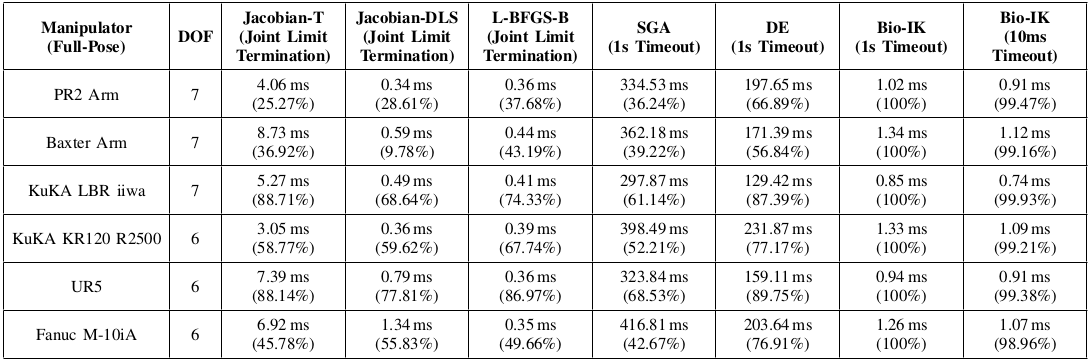 Manipulator (Full-Pose) DOF Jacobian-T (Joint Limit Termination) Jacobian-DLS (Joint Limit Termination) L-BFGS-B (Joint Limit Termination) SGA (1s Timeout) DE (1s Timeout) Bio-IK (1s Timeout) Bio-IK (10ms Timeout)
PR2 Arm 7 4.06 ms (25.27%) 0.34 ms (28.61%) 0.36 ms (37.68%) 334.53 ms (36.24%) 197.65 ms (66.89%) 1.02 ms (100%) 0.91 ms (99.47%)
Baxter Arm 7 8.73 ms (36.92%) 0.59 ms (9.78%) 0.44 ms (43.19%) 362.18 ms (39.22%) 171.39 ms (56.84%) 1.34 ms (100%) 1.12 ms (99.16%)
KuKA LBR iiwa 7 5.27 ms (88.71%) 0.49 ms (68.64%) 0.41 ms (74.33%) 297.87 ms (61.14%) 129.42 ms (87.39%) 0.85 ms (100%) 0.74 ms (99.93%)
KuKA KR120 R2500 6 3.05 ms (58.77%) 0.36 ms (59.62%) 0.39 ms (67.74%) 398.49 ms (52.21%) 231.87 ms (77.17%) 1.33 ms (100%) 1.09 ms (99.21%)
UR5 6 7.39 ms (88.14%) 0.79 ms (77.81%) 0.36 ms (86.97%) 323.84 ms (68.53%) 159.11 ms (89.75%) 0.94 ms (100%) 0.91 ms (99.38%)
Fanuc M-10iA 6 6.92 ms (45.78%) 1.34 ms (55.83%) 0.35 ms (49.66%) 416.81 ms (42.67%) 203.64 ms (76.91%) 1.26 ms (100%) 1.07 ms (98.96%)